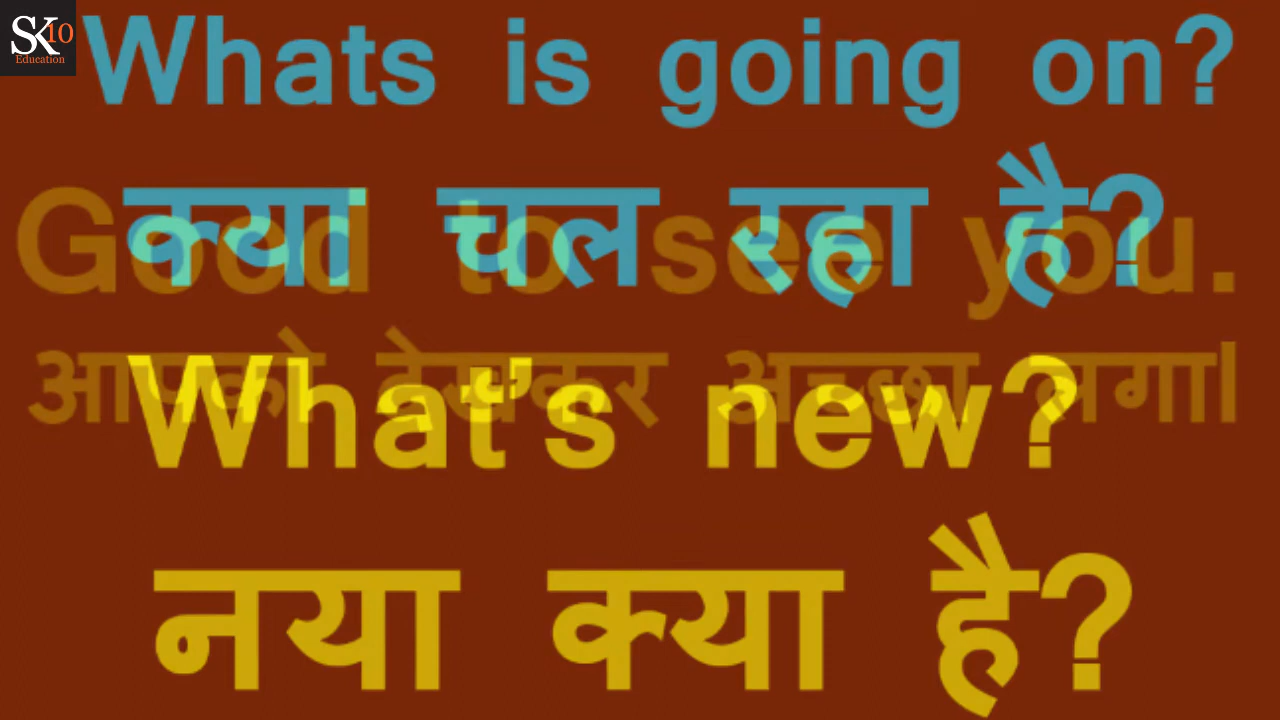 SK10
Education
Whats is going on?
क्या चल रहा है?
Good to see you.
आपको देखकर अच्छा लगा।
What's new?
नया क्या है?